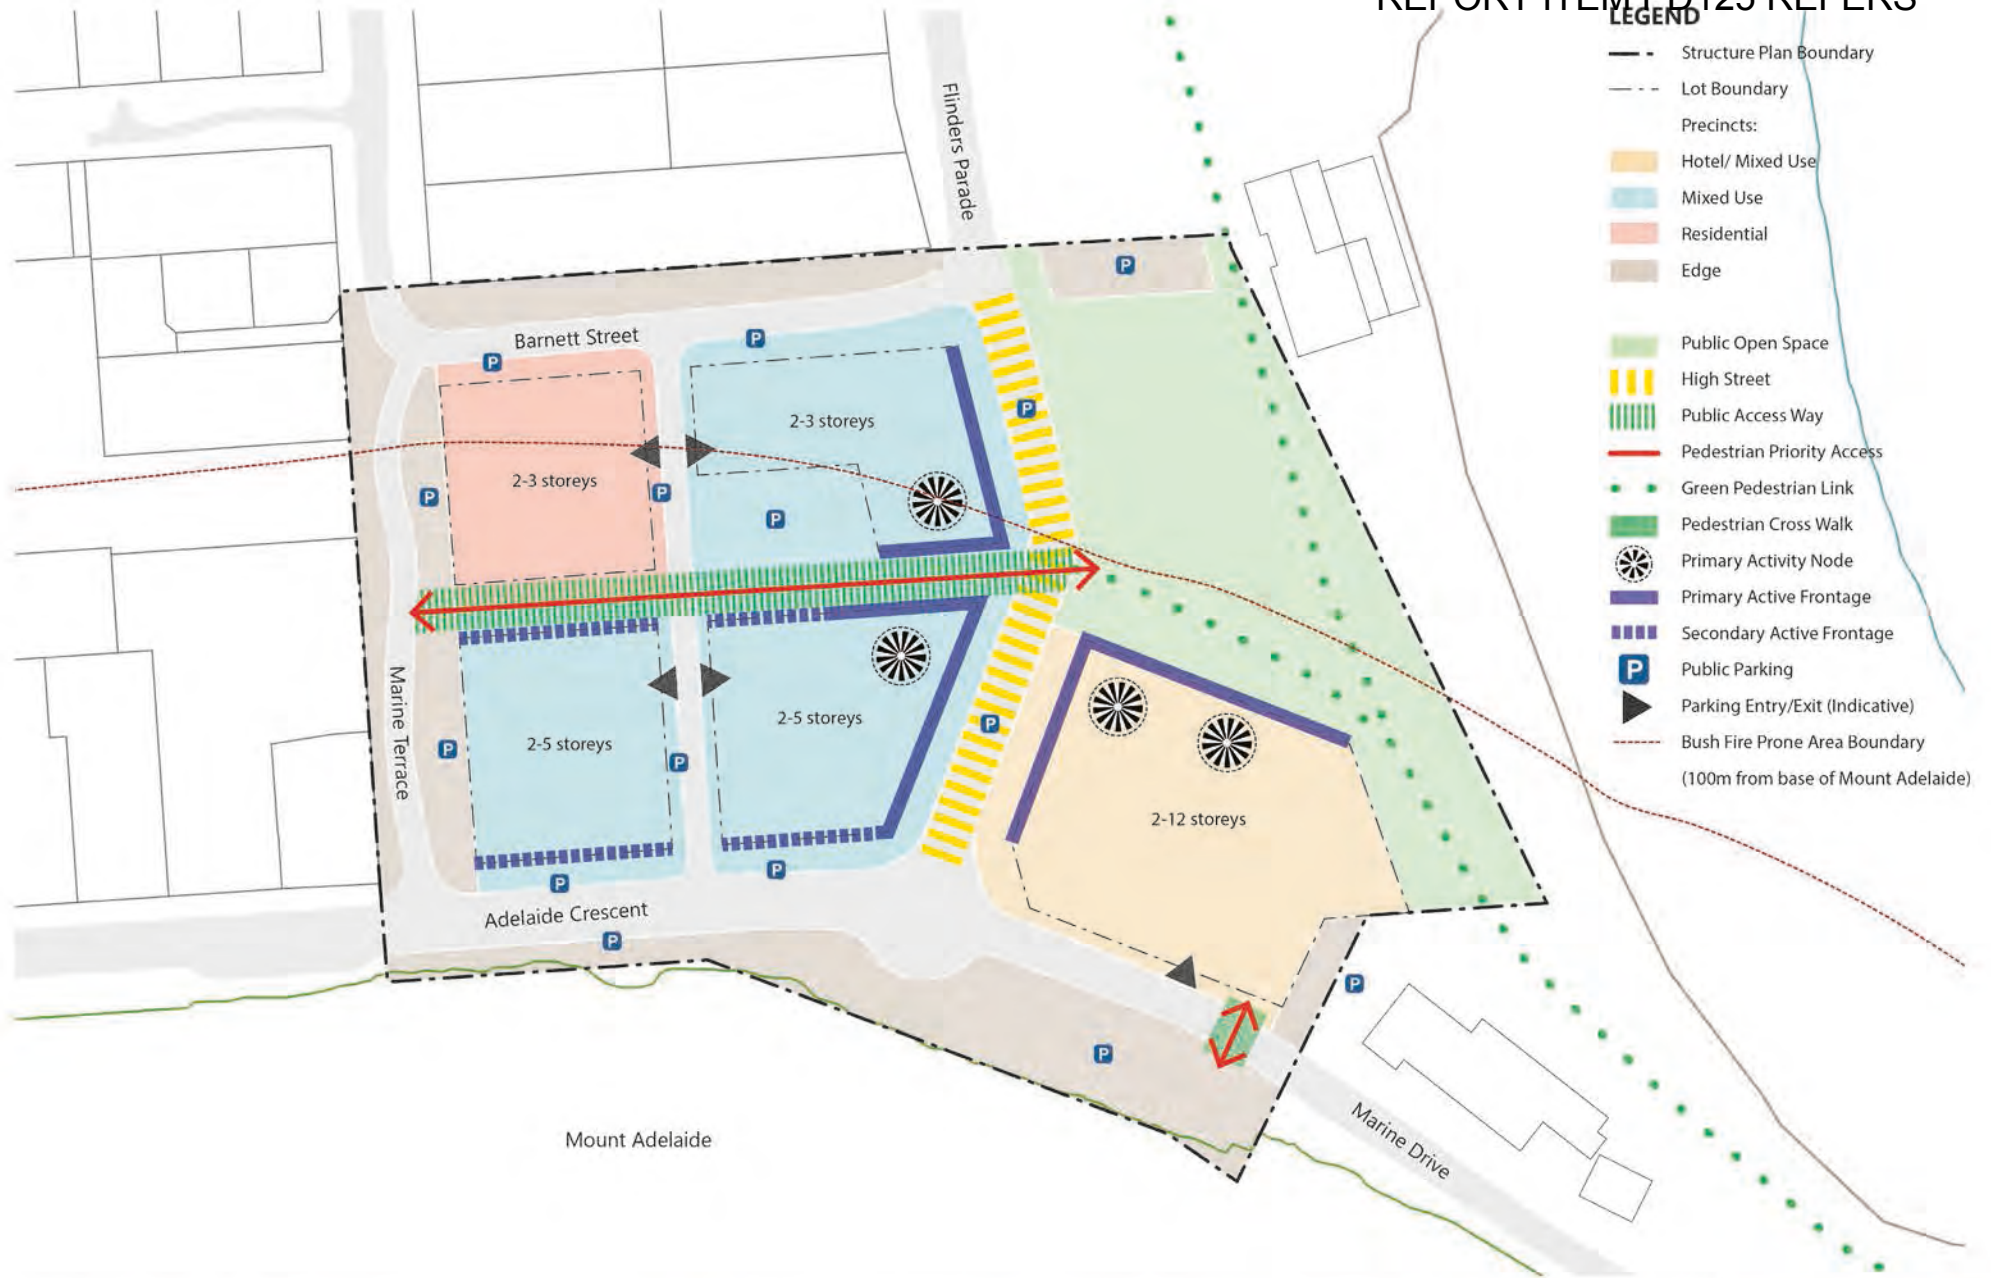 REPORT ITEM PD125 REFERS
LEGEND
Structure Plan Boundary
Lot Boundary
Precincts:
Hotel/ Mixed Use
Mixed Use
Residential
Edge
Public Open Space
High Street
Public Access Way
Pedestrian Priority Access
Green Pedestrian Link
Pedestrian Cross Walk
Primary Activity Node
Primary Active Frontage
Secondary Active Frontage
P
Public Parking
Parking Entry/Exit (Indicative)
Bush Fire Prone Area Boundary
(100m from base of Mount Adelaide)
Flinders Parade
P
Barnett Street
P
P
P
2-3 storeys
2-3 storeys
P
P
P
Marine Terrace
2-5 storeys
2-5 storeys
P
P
P
2-12 storeys
P
P
Adelaide Crescent
P
P
P
Mount Adelaide
Marine Drive